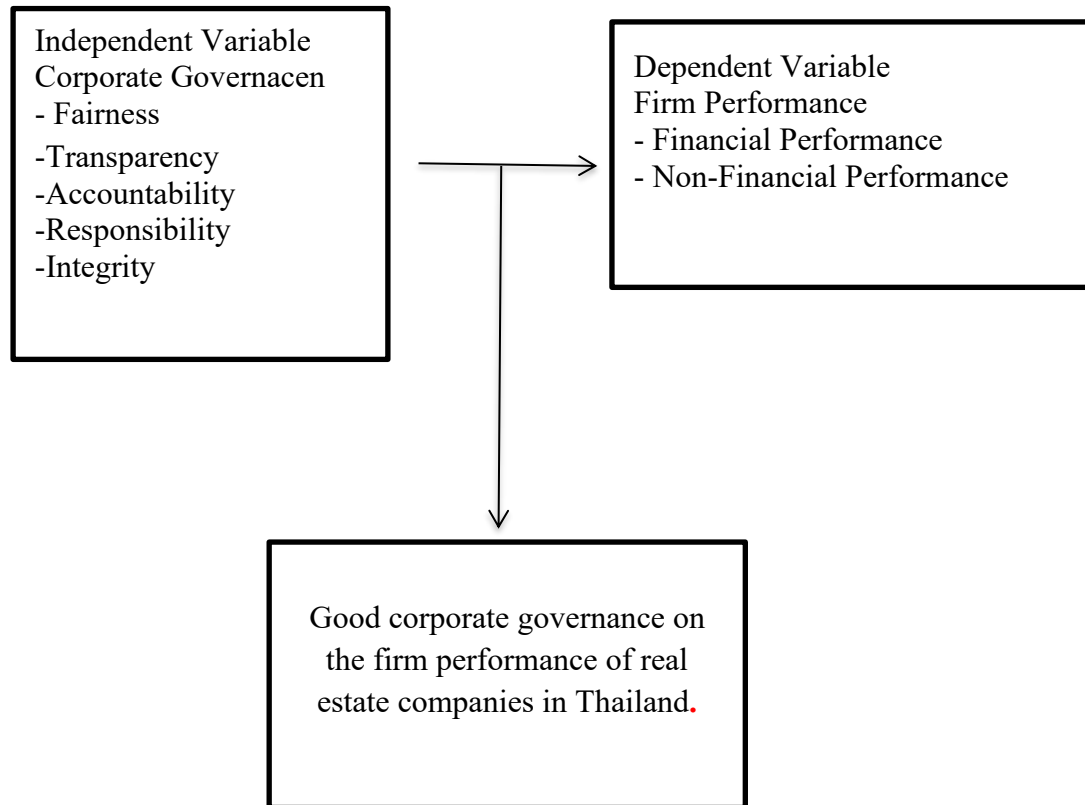 Independent Variable
Corporate Governacen
- Fairness
-Transparency
-Accountability
-Responsibility
-Integrity
Dependent Variable
Firm Performance
- Financial Performance
- Non-Financial Performance
Good corporate governance on
the firm performance of real
estate companies in Thailand.